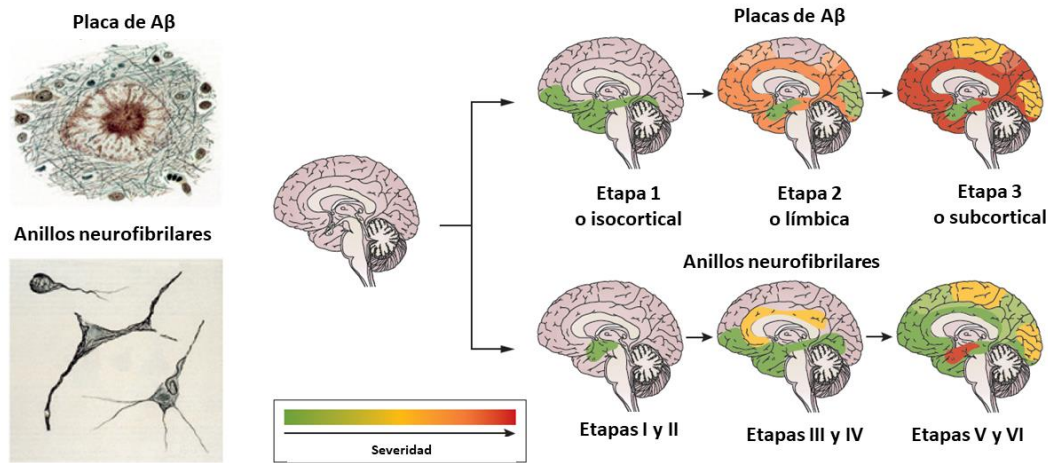 Placa de Aβ
Anillos neurofibrilares
Placas de Aβ
Etapa 1
o isocortical
Etapa 2
o límbica
Etapa 3
o subcortical
Anillos neurofibrilares
Etapas I y II
Etapas III y IV
Etapas V y VI
Severidad